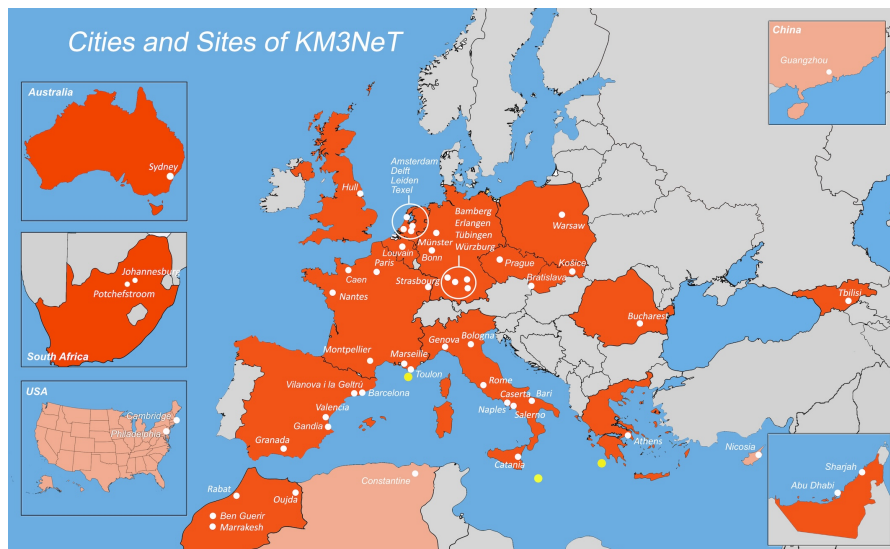 Cities and Sites of KM3NeT
China
Guangzhou
Australia
Sydney
Amsterdam
Delft
Leiden
Texel
Hull
Bamberg
Erlangen
Tübingen
Würzburg
Warsaw
Münster
Louvain
Bonn
Paris
Prague
Košice
Caen
Strasbourg
Bratislava
Nantes
Johannesburg
Potchefstroom
South Africa
Tbilisi
Bucharest
Genova
Bologna
Montpellier
Marseille
Toulon
Vilanova i la Geltrú
Barcelona
Rome
Caserta
Bari
Naples
Salerno
Valencia
Gandia
Granada
Athens
Catania
Nicosia
USA
Cambridge
Philadelphia
Constantine
Rabat
Oujda
Ben Guerir
Marrakesh
Sharjah
Abu Dhabi